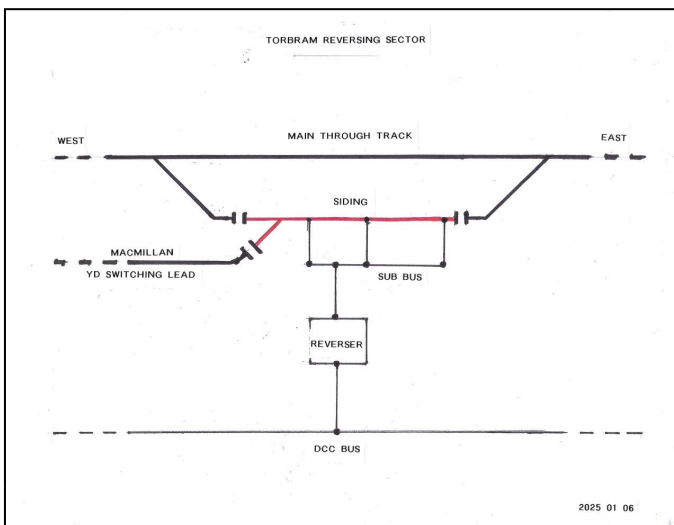 TORBRAM REVERSING SECTOR
WEST
MAIN THROUGH TRACK
EAST
SIDING
MACMILLAN
YD SWITCHING LEAD
SUB BUS
REVERSER
DCC BUS
2025 01 06